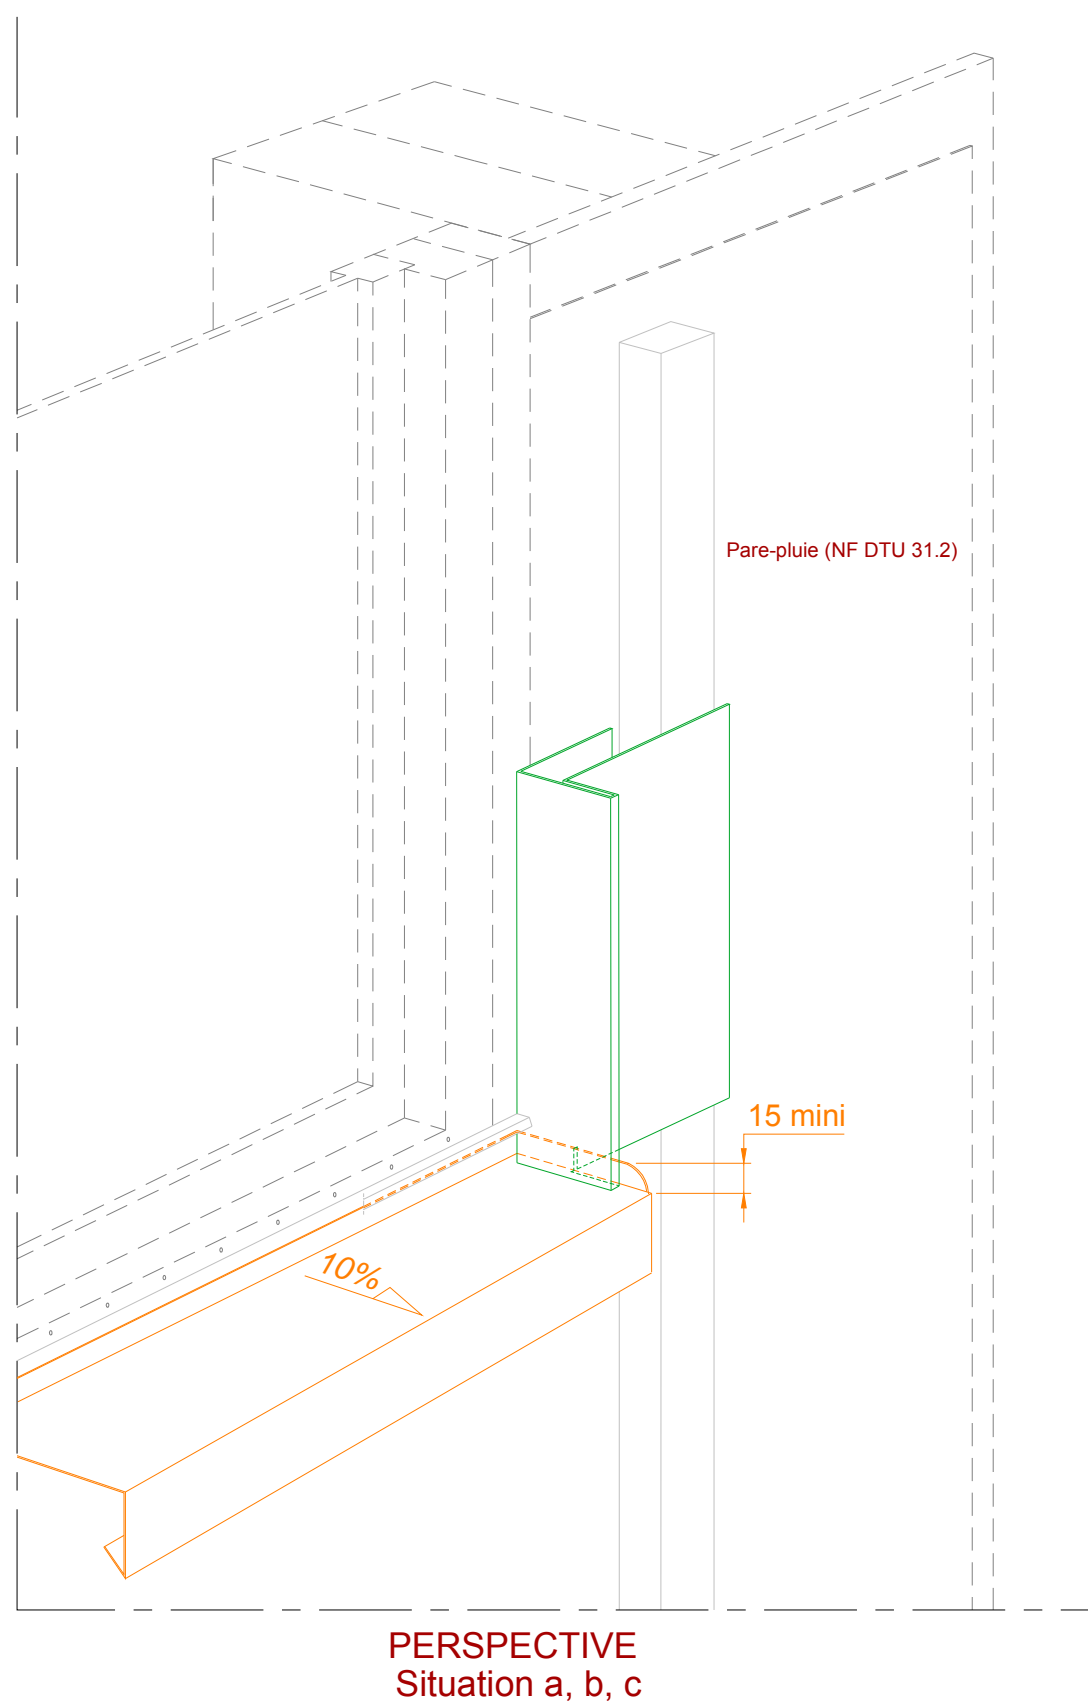 Pare-pluie (NF DTU 31.2)
15 mini
10%
PERSPECTIVE
Situation a, b, c